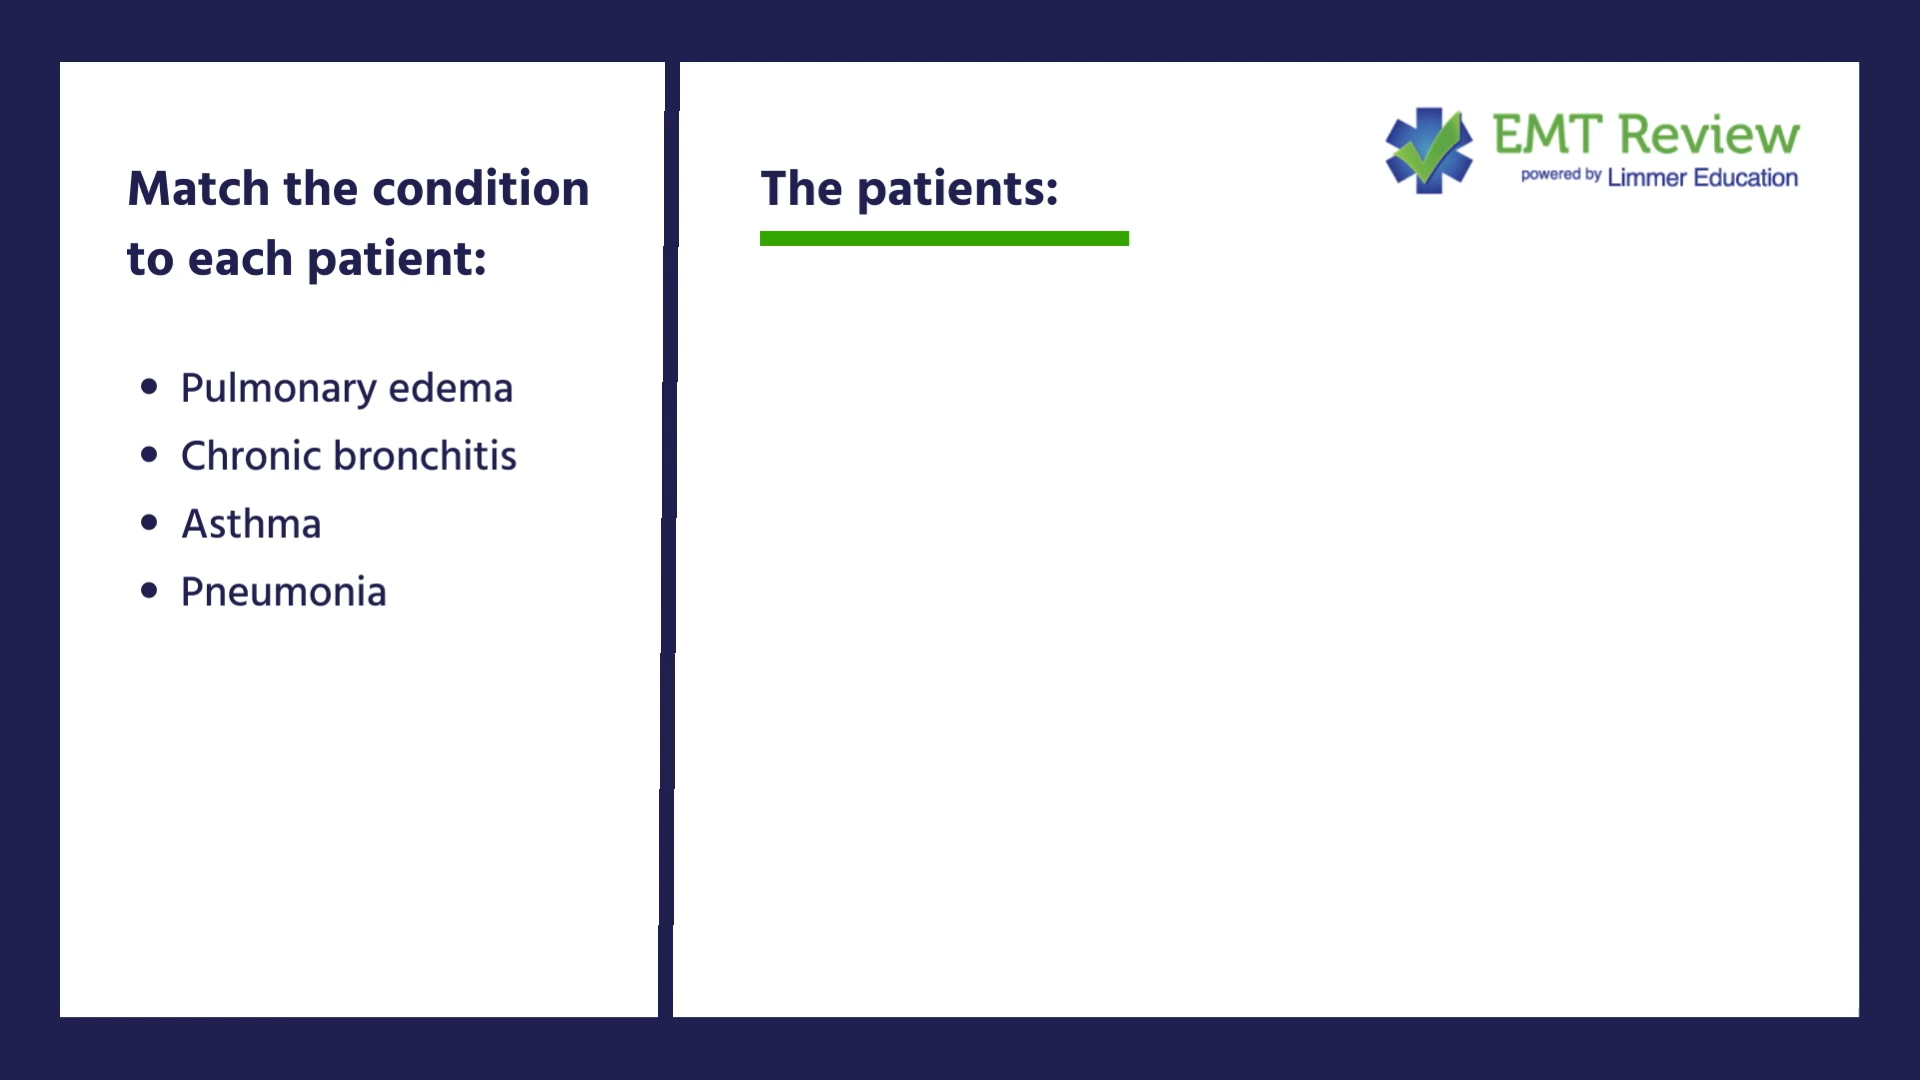 Match the condition
to each patient:
• Pulmonary edema
• Chronic bronchitis
• Asthma
• Pneumonia
The patients:
EMT Review
powered by Limmer Education